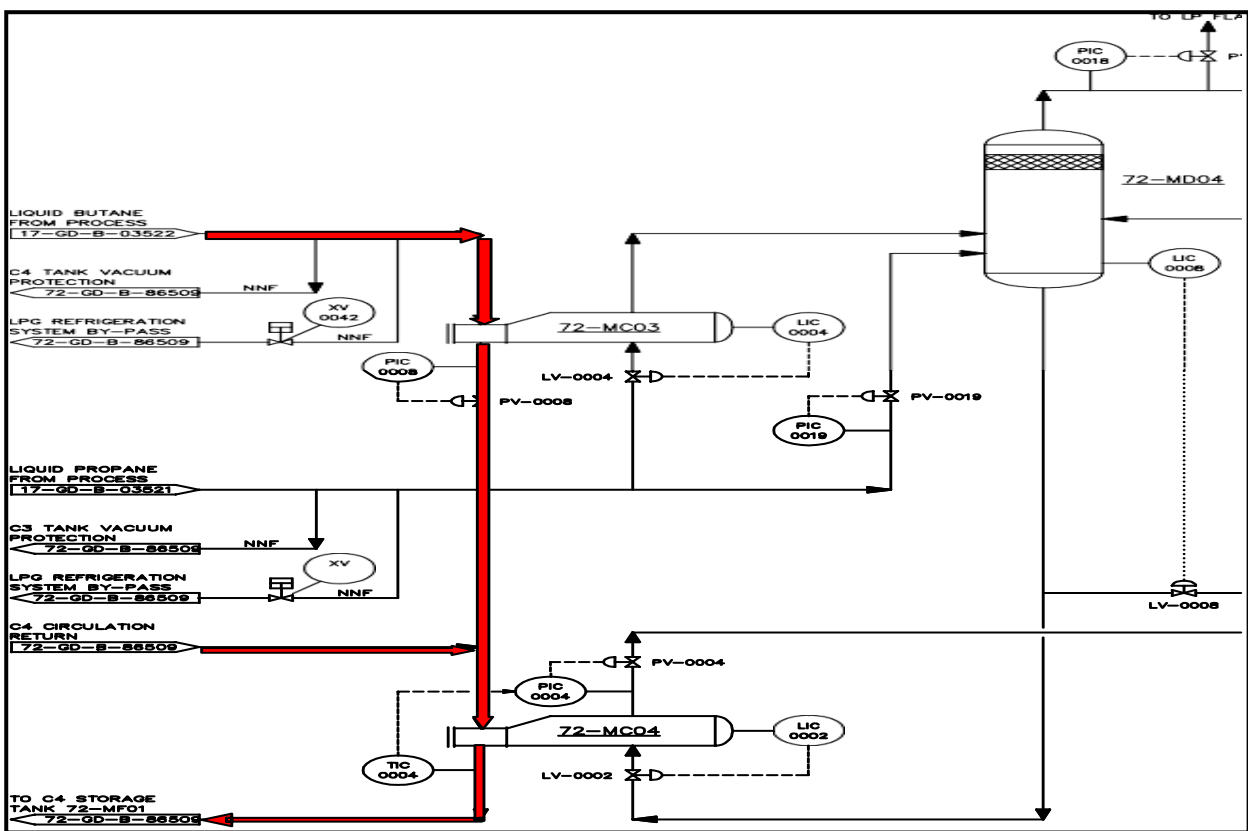 TO LP FLA
PIC
0018
P
72-MD04
LIQUID BUTANE
FROM PROCESS
17-GD-B-03522
LIC
0008
C4 TANK VACUUM
PROTECTION
72-GD-B-86509
NNF
XV
0042
LPG REFRIGERATION
SYSTEM BY-PASS
72-GD-B-86509
NNF
72-MC03
LIC
0004
PIC
0008
LV-0004
PV-0008
PV-0019
PIC
0019
LIQUID PROPANE
FROM PROCESS
17-GD-B-03521
C3 TANK VACUUM
PROTECTION
72-GD-B-86509
NNF
XV
LPG REFRIGERATION
SYSTEM BY-PASS
72-GD-B-86509
NNF
LV-0008
C4 CIRCULATION
RETURN
72-GD-B-86509
PV-0004
PIC
0004
72-MC04
LIC
0002
TIC
0004
LV-0002
TO C4 STORAGE
TANK 72-MF01
72-GD-B-86509